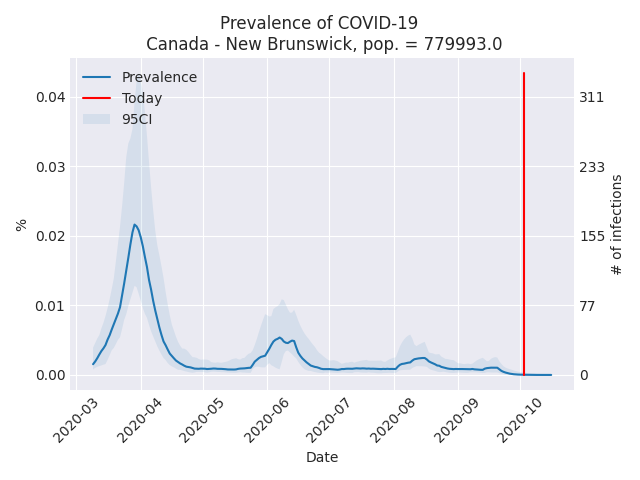 Prevalence of COVID-19
Canada - New Brunswick, pop. = 779993.0
Prevalence
Today
95CI
0.04
0.03
0.02
0.01
0.00
%
311
233
155
77
0
# of infections
2020-03
2020-04
2020-05
2020-06
2020-07
2020-08
2020-09
2020-10
Date